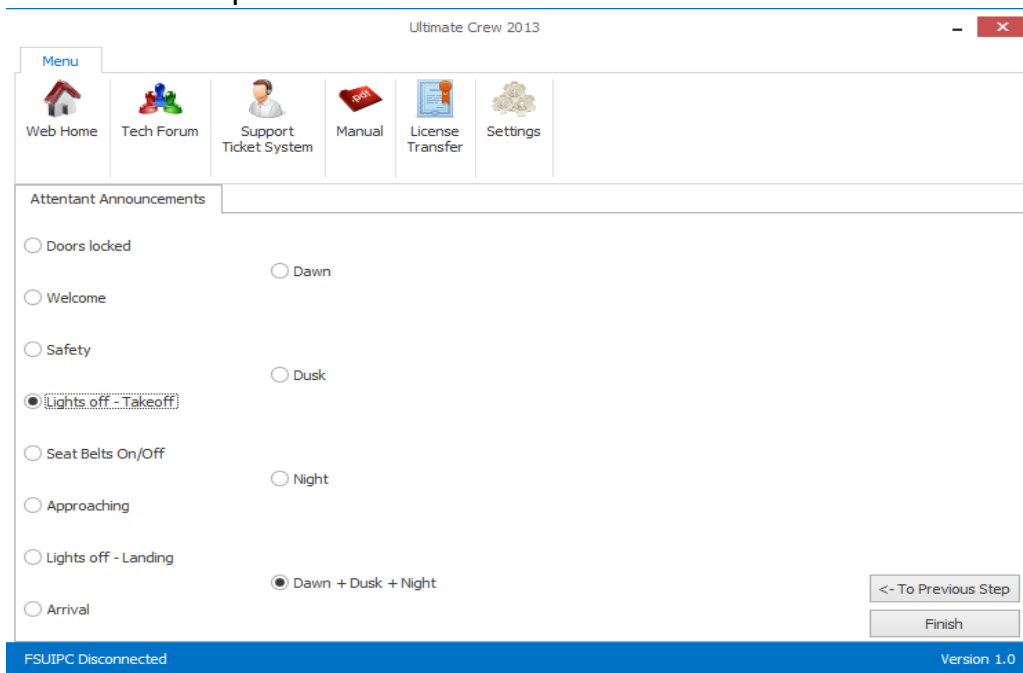 Ultimate Crew 2013
Menu
Web Home
Tech Forum
Support
Ticket System
.pdf
Manual
License
Transfer
Settings
Attentant Announcements
Doors locked
Dawn
Welcome
Safety
Dusk
Lights off - Takeoff
Seat Belts On/Off
Night
Approaching
Lights off - Landing
Dawn + Dusk + Night
<- To Previous Step
Arrival
Finish
FSUIPC Disconnected
Version 1.0